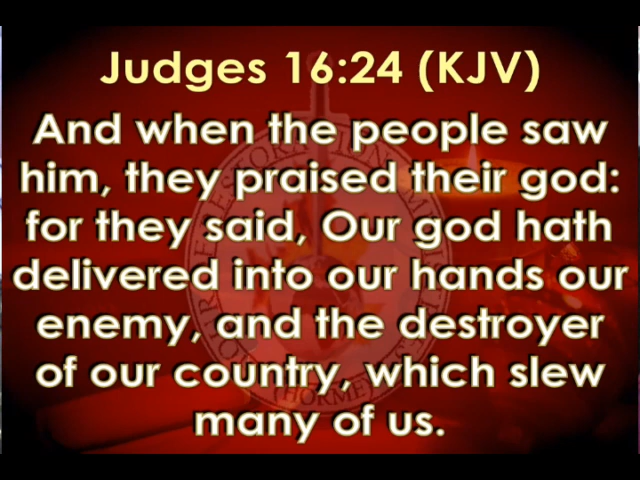 Judges 16:24 (KJV)
And when the people saw
him, they praised their god:
for they said, Our god hath
delivered into our hands our
enemy, and the destroyer
of our country, which slew
many of us.